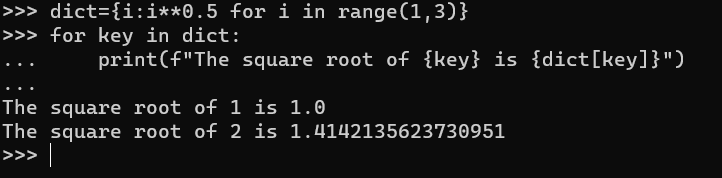 >>> dict={i:i**0.5 for i in range(1,3)}
>>> for key in dict:
...     print(f"The square root of {key} is {dict[key]}")
...
The square root of 1 is 1.0
The square root of 2 is 1.4142135623730951
>>>